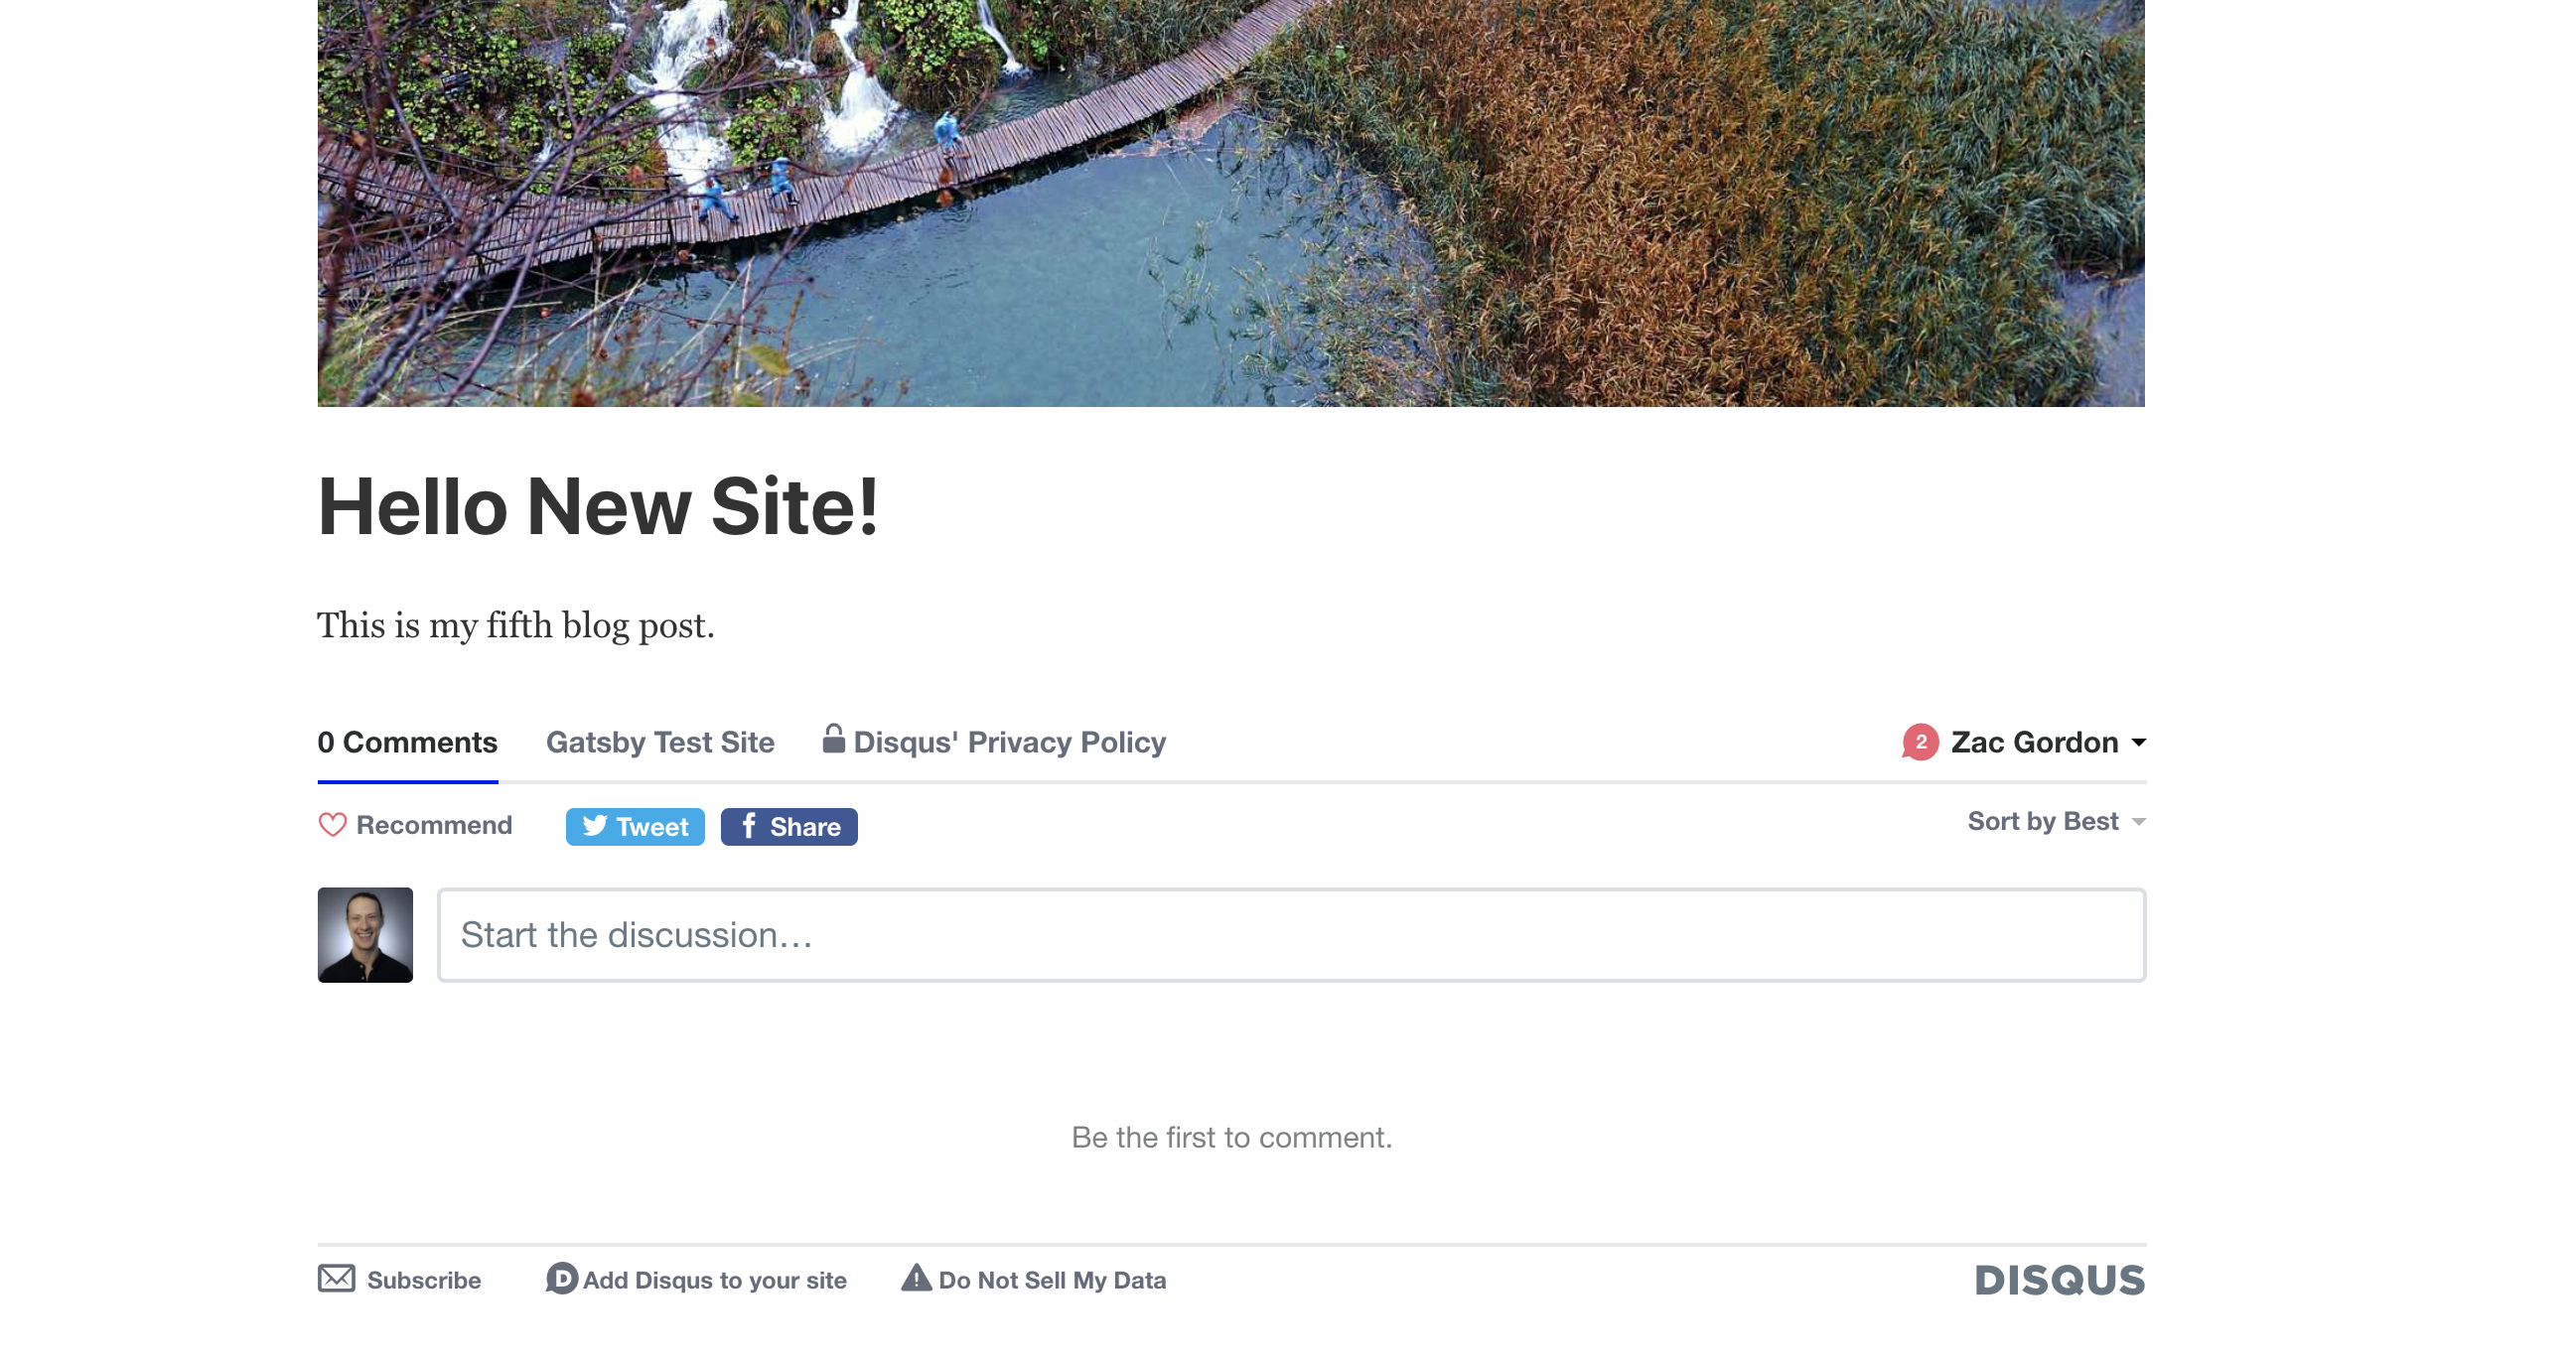 Hello New Site!
This is my fifth blog post.
0 Comments Gatsby Test Site Disqus' Privacy Policy 2 Zac Gordon
Recommend Tweet f Share Sort by Best
Start the discussion…
Be the first to comment.
Subscribe D Add Disqus to your site Do Not Sell My Data DISQUS